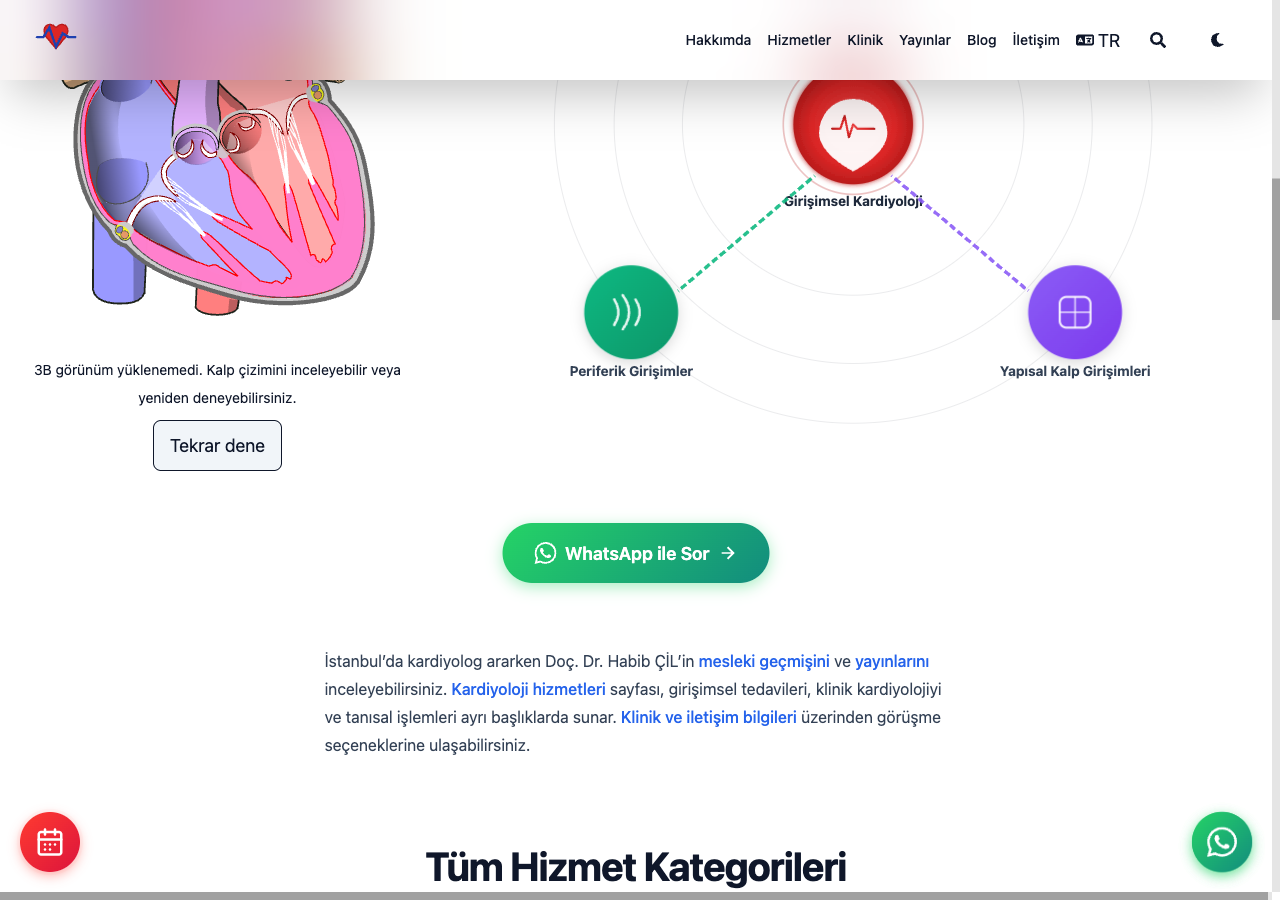 Hakkımda
Hizmetler
Klinik
Yayınlar
Blog
İletişim
TR
Girişimsel Kardiyoloji
Periferik Girişimler
Yapısal Kalp Girişimleri
3B görünüm yüklenemedi. Kalp çizimini inceleyebilir veya
yeniden deneyebilirsiniz.
Tekrar dene
WhatsApp ile Sor
İstanbul’da kardiyolog ararken Doç. Dr. Habib ÇİL’in mesleki geçmişini ve yayınlarını
inceleyebilirsiniz. Kardiyoloji hizmetleri sayfası, girişimsel tedavileri, klinik kardiyolojiyi
ve tanısal işlemleri ayrı başlıklarda sunar. Klinik ve iletişim bilgileri üzerinden görüşme
seçeneklerine ulaşabilirsiniz.
Tüm Hizmet Kategorileri